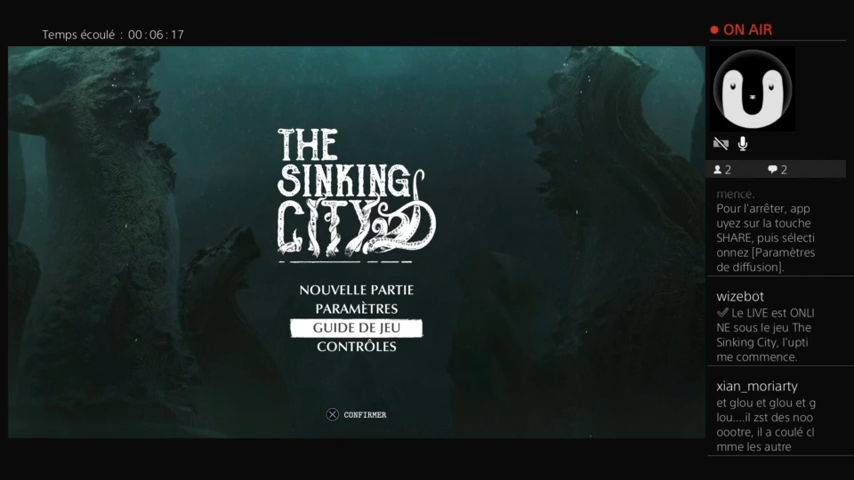 Temps écoulé : 00:06:17
ON AIR
THE
SINKING
CITY
NOUVELLE PARTIE
PARAMÈTRES
GUIDE DE JEU
CONTRÔLES
CONFIRMER
2
2
mencé.
Pour l'arrêter, app
uyez sur la touche
SHARE, puis sélecti
onnez [Paramètres
de diffusion].
wizebot
✔ Le LIVE est ONLI
NE sous le jeu The
Sinking City, l'upti
me commence.
xian_moriarty
et glou et glou et g
lou....il zst des noo
oootre, il a coulé cl
mme les autre